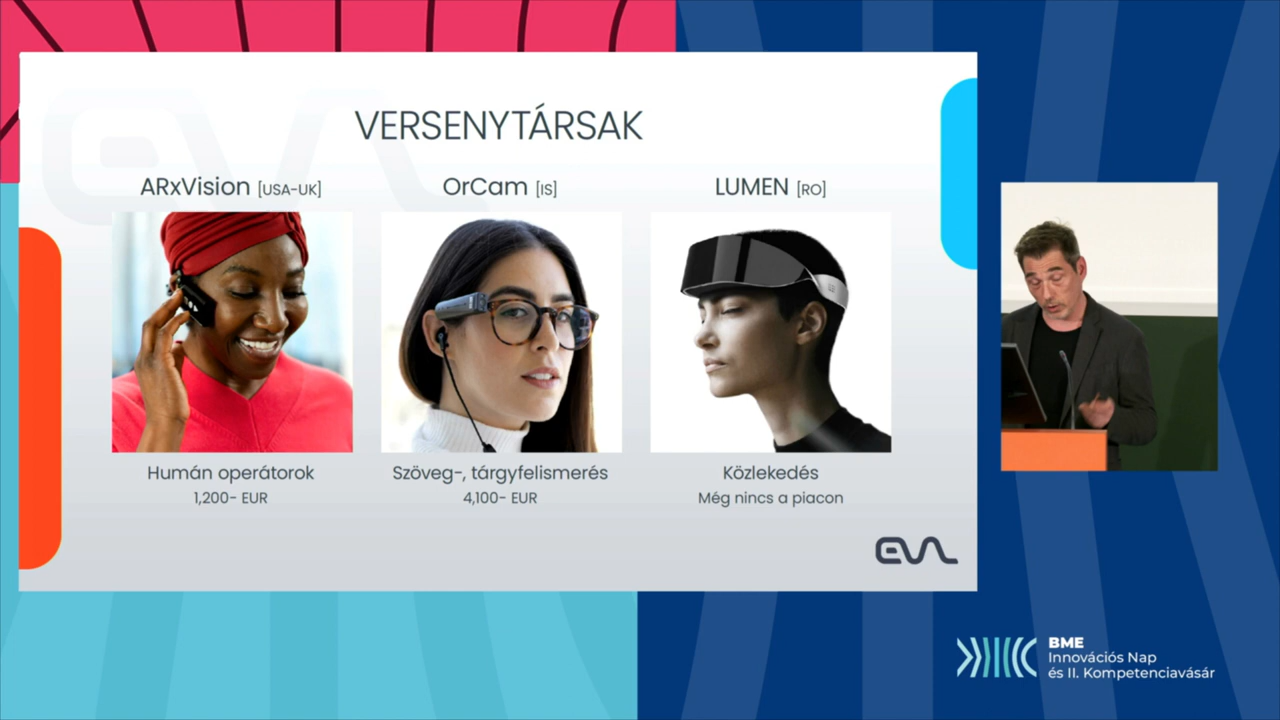 VERSENYTÁRSAK
ARxVision [USA-UK]
OrCam [IS]
LUMEN [RO]
Humán operátorok
1,200- EUR
Szöveg-, tárgyfelismerés
4,100- EUR
Közlekedés
Még nincs a piacon
EVA
BME
Innovációs Nap
és II. Kompetenciavásár